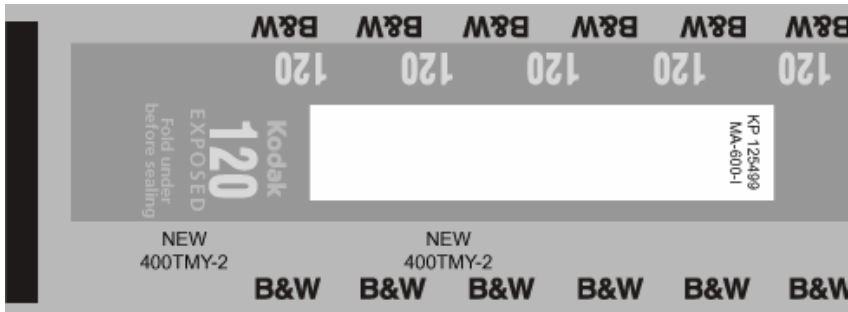 B&W B&W B&W B&W B&W B&W
120 120 120 120 120
Kodak
120
EXPOSED
Fold under
before sealing
KP 125499
MA-600-I
NEW
400TMY-2
NEW
400TMY-2
B&W B&W B&W B&W B&W B&W